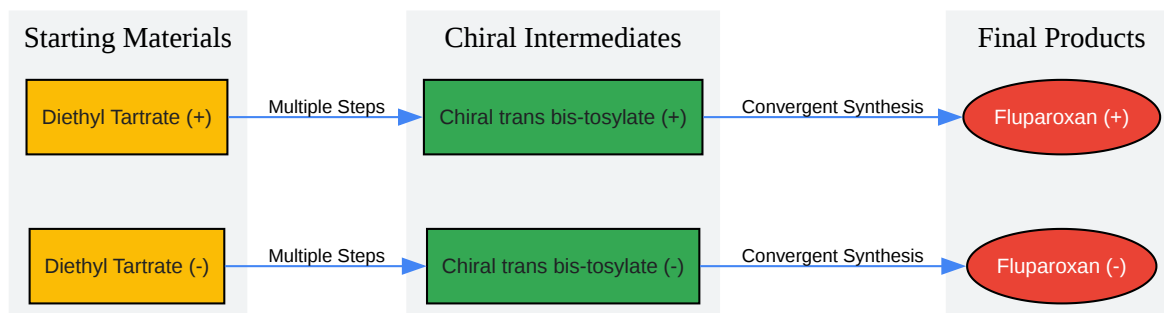 Starting Materials
Chiral Intermediates
Final Products
Diethyl Tartrate (+)
Multiple Steps
Chiral trans bis-tosylate (+)
Convergent Synthesis
Fluparoxan (+)
Diethyl Tartrate (-)
Multiple Steps
Chiral trans bis-tosylate (-)
Convergent Synthesis
Fluparoxan (-)